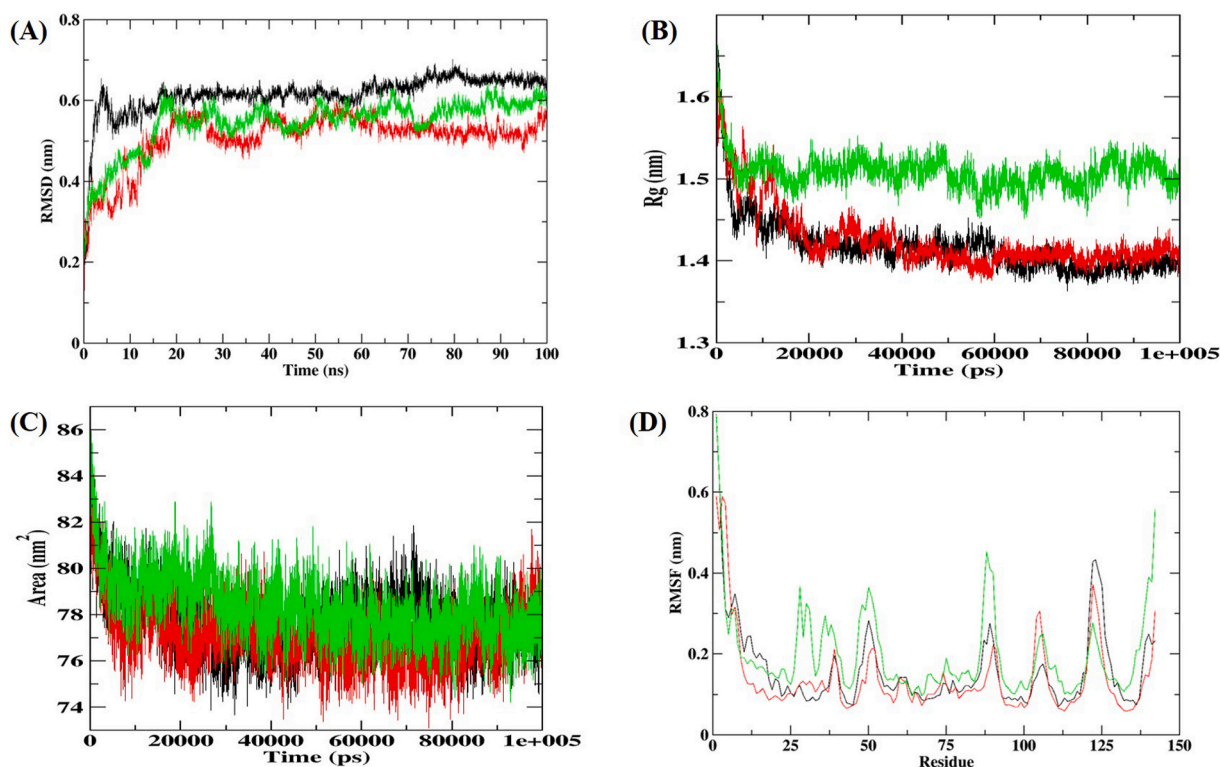 (A)
0.8
0.6
0.4
0.2
0
RMSD (nm)
0 10 20 30 40 50 60 70 80 90 100
Time (ns)
(B)
1.6
1.5
1.4
1.3
Rg (nm)
0 20000 40000 60000 80000 1e+005
Time (ps)
(C)
86
84
82
80
78
76
74
Area (nm²)
0 20000 40000 60000 80000 1e+005
Time (ps)
(D)
0.8
0.6
0.4
0.2
0
RMSF (nm)
0 25 50 75 100 125 150
Residue